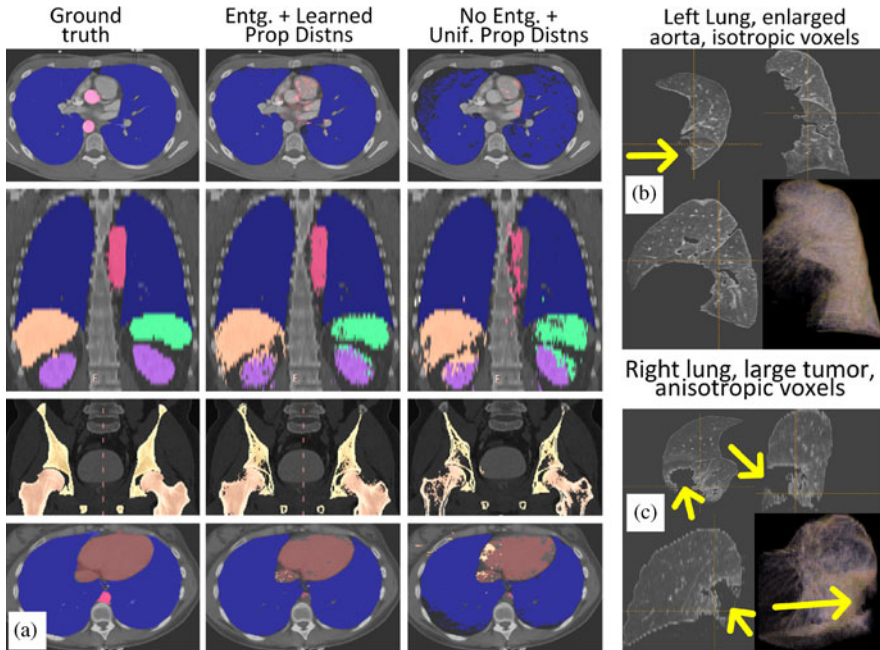 Ground
truth
Entg. + Learned
Prop Distns
No Entg. +
Unif. Prop Distns
(a)
Left Lung, enlarged
aorta, isotropic voxels
(b)
Right lung, large tumor,
anisotropic voxels
(c)